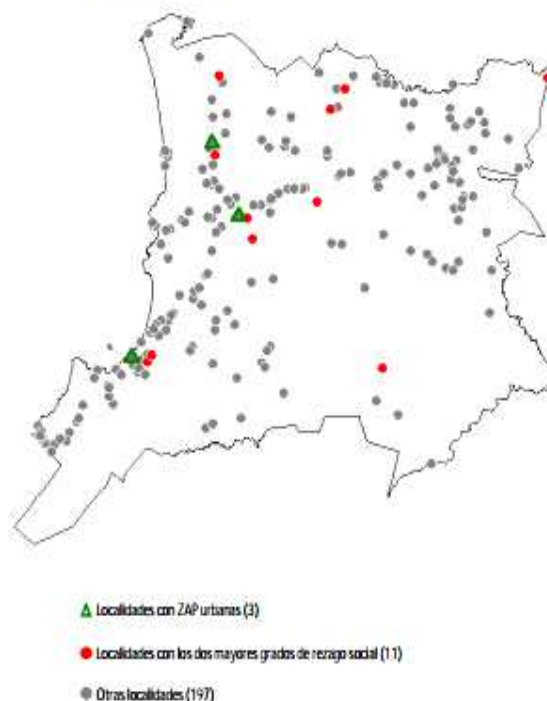 Localidades con ZAP urbanas (3)
Localidades con los dos mayores grados de rezago social (11)
Otras localidades (197)